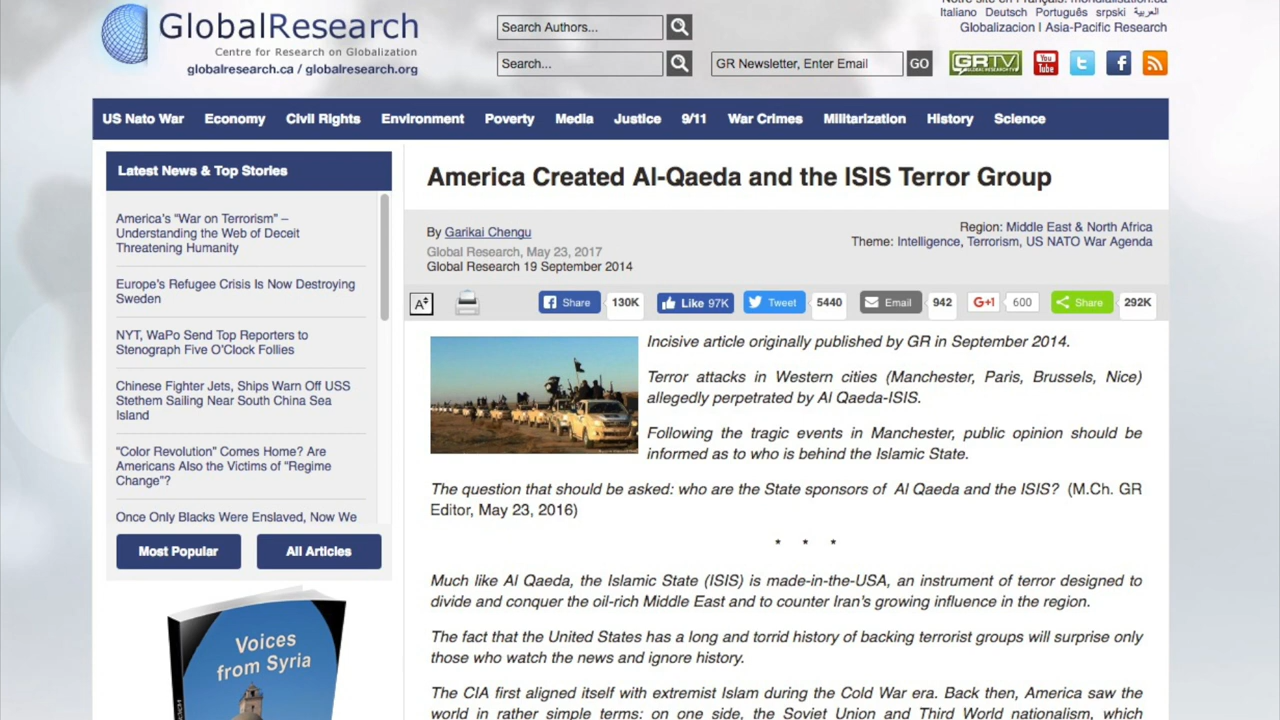 Notre site en Français: mondialisation.ca
Italiano Deutsch Português srpski العربية
Globalizacion I Asia-Pacific Research
GlobalResearch
Centre for Research on Globalization
globalresearch.ca / globalresearch.org
Search Authors...
Search...
GR Newsletter, Enter Email GO
GRTV
GLOBAL RESEARCH TV
You
Tube
US Nato War Economy Civil Rights Environment Poverty Media Justice 9/11 War Crimes Militarization History Science
Latest News & Top Stories
America's "War on Terrorism" –
Understanding the Web of Deceit
Threatening Humanity
Europe's Refugee Crisis Is Now Destroying
Sweden
NYT, WaPo Send Top Reporters to
Stenograph Five O'Clock Follies
Chinese Fighter Jets, Ships Warn Off USS
Stethem Sailing Near South China Sea
Island
"Color Revolution" Comes Home? Are
Americans Also the Victims of "Regime
Change"?
Once Only Blacks Were Enslaved, Now We
Most Popular All Articles
Voices
from Syria
America Created Al-Qaeda and the ISIS Terror Group
By Garikai Chengu
Global Research, May 23, 2017
Global Research 19 September 2014
Region: Middle East & North Africa
Theme: Intelligence, Terrorism, US NATO War Agenda
A Share 130K Like 97K Tweet 5440 Email 942 G+1 600 Share 292K
Incisive article originally published by GR in September 2014.
Terror attacks in Western cities (Manchester, Paris, Brussels, Nice)
allegedly perpetrated by Al Qaeda-ISIS.
Following the tragic events in Manchester, public opinion should be
informed as to who is behind the Islamic State.
The question that should be asked: who are the State sponsors of Al Qaeda and the ISIS? (M.Ch. GR
Editor, May 23, 2016)
* * *
Much like Al Qaeda, the Islamic State (ISIS) is made-in-the-USA, an instrument of terror designed to
divide and conquer the oil-rich Middle East and to counter Iran's growing influence in the region.
The fact that the United States has a long and torrid history of backing terrorist groups will surprise only
those who watch the news and ignore history.
The CIA first aligned itself with extremist Islam during the Cold War era. Back then, America saw the
world in rather simple terms: on one side, the Soviet Union and Third World nationalism, which